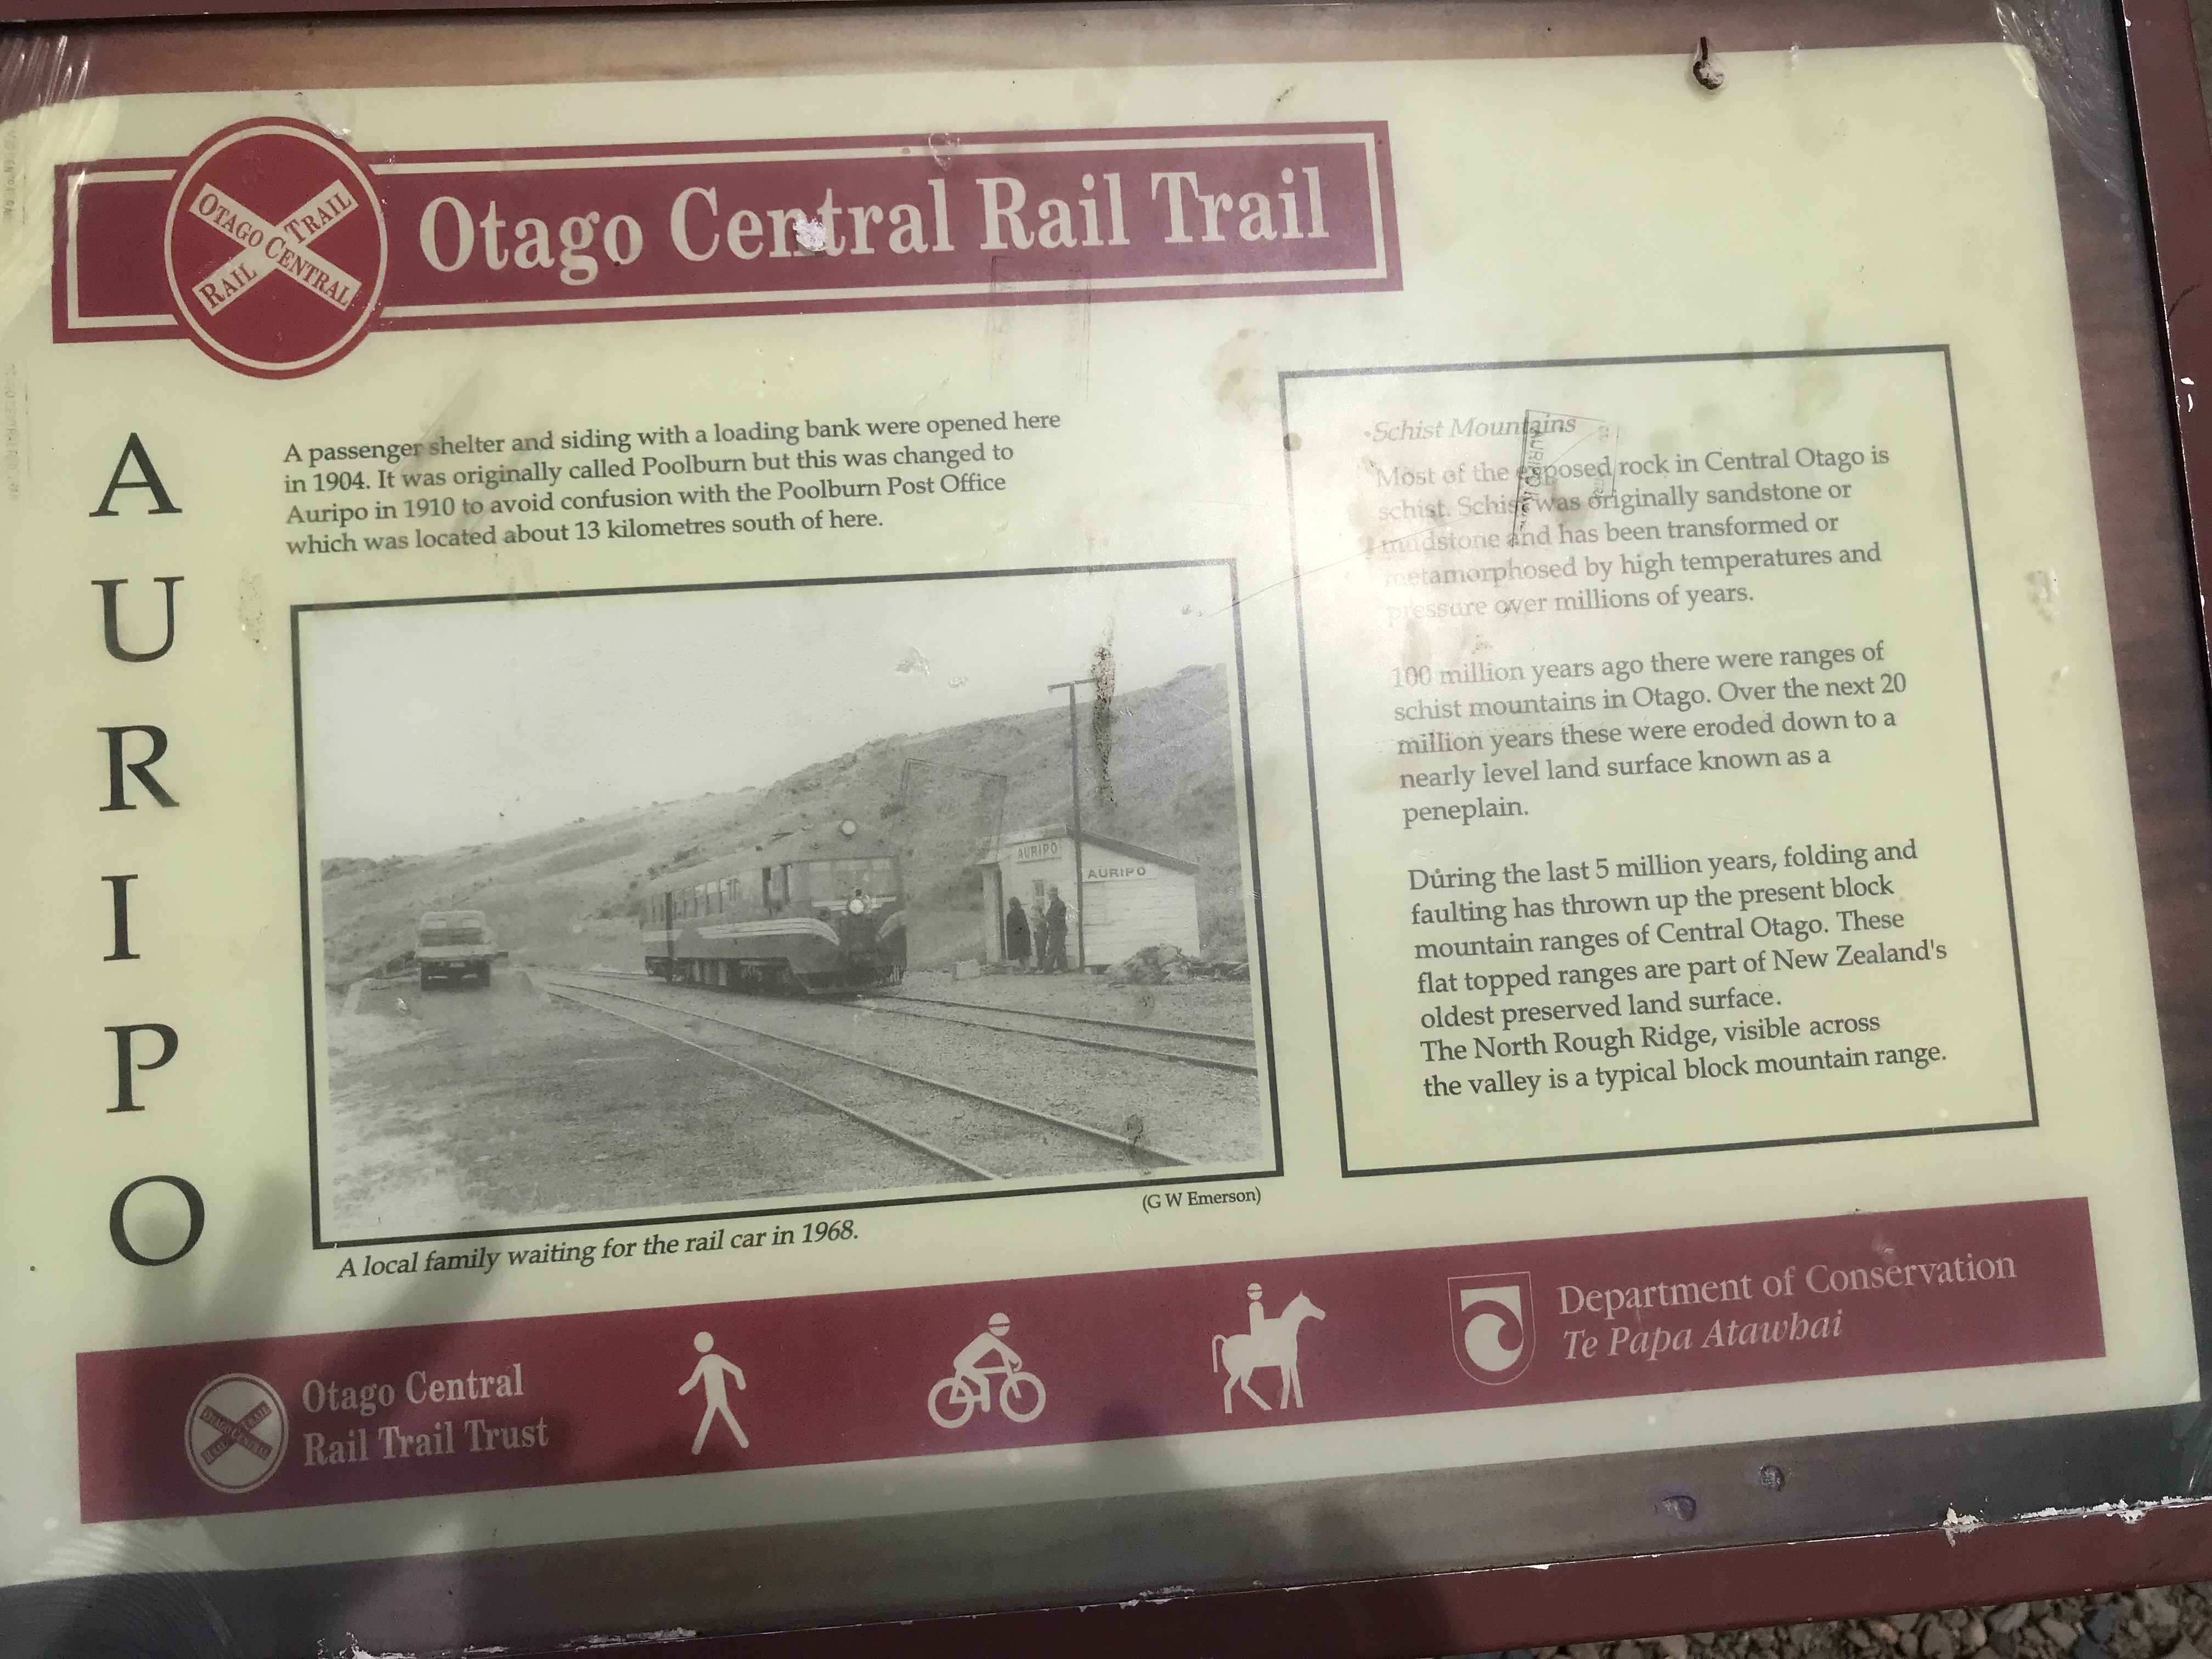 OTAGO CENTRAL
RAIL TRAIL
Otago Central Rail Trail
AURIPO
A passenger shelter and siding with a loading bank were opened here
in 1904. It was originally called Poolburn but this was changed to
Auripo in 1910 to avoid confusion with the Poolburn Post Office
which was located about 13 kilometres south of here.
AURIPO
AURIPO
(G W Emerson)
A local family waiting for the rail car in 1968.
Schist Mountains
Most of the exposed rock in Central Otago is
schist. Schist was originally sandstone or
mudstone and has been transformed or
metamorphosed by high temperatures and
pressure over millions of years.
100 million years ago there were ranges of
schist mountains in Otago. Over the next 20
million years these were eroded down to a
nearly level land surface known as a
peneplain.
During the last 5 million years, folding and
faulting has thrown up the present block
mountain ranges of Central Otago. These
flat topped ranges are part of New Zealand's
oldest preserved land surface.
The North Rough Ridge, visible across
the valley is a typical block mountain range.
OTAGO CENTRAL
RAIL TRAIL
Otago Central
Rail Trail Trust
Department of Conservation
Te Papa Atawhai